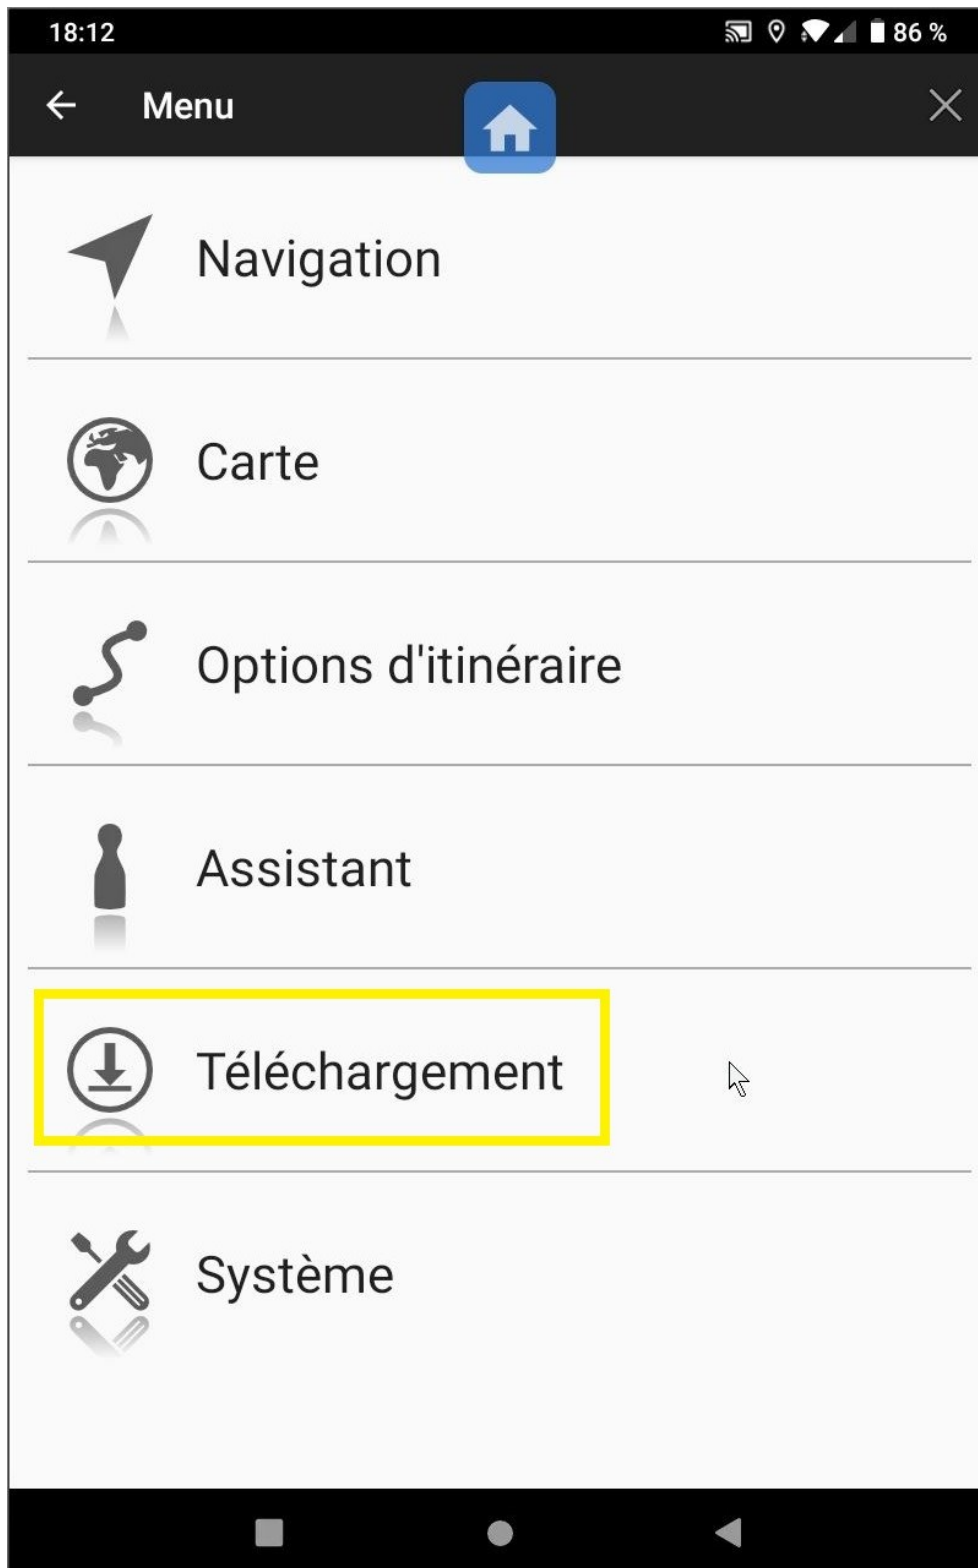 18:12 86 %
Menu
Navigation
Carte
Options d'itinéraire
Assistant
Téléchargement
Système